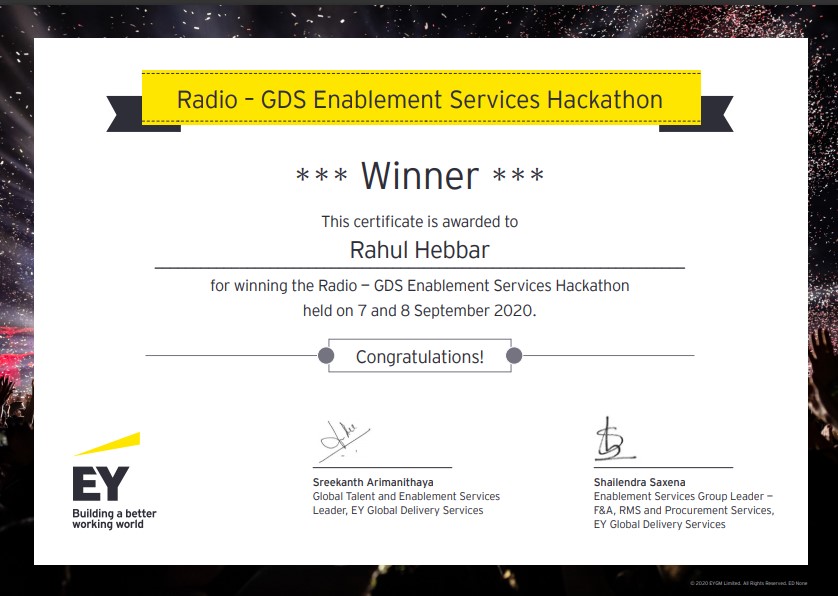 Radio – GDS Enablement Services Hackathon
*** Winner ***
This certificate is awarded to
Rahul Hebbar
for winning the Radio – GDS Enablement Services Hackathon
held on 7 and 8 September 2020.
Congratulations!
EY
Building a better
working world
Sreekanth Arimanithaya
Global Talent and Enablement Services
Leader, EY Global Delivery Services
Shailendra Saxena
Enablement Services Group Leader –
F&A, RMS and Procurement Services,
EY Global Delivery Services
© 2020 EYGM Limited. All Rights Reserved. ED None